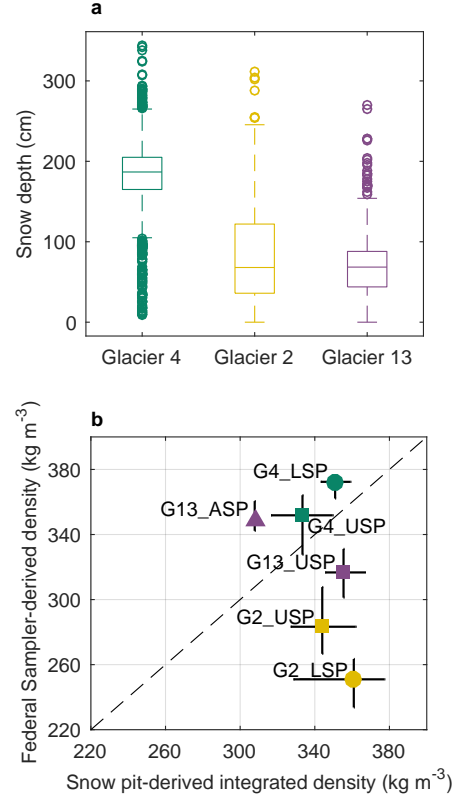 a
Snow depth (cm)
300
200
100
0
Glacier 4
Glacier 2
Glacier 13
b
Federal Sampler-derived density (kg m⁻³)
380
340
300
260
220
G4_LSP
G13_ASP
G4_USP
G13_USP
G2_USP
G2_LSP
220
260
300
340
380
Snow pit-derived integrated density (kg m⁻³)